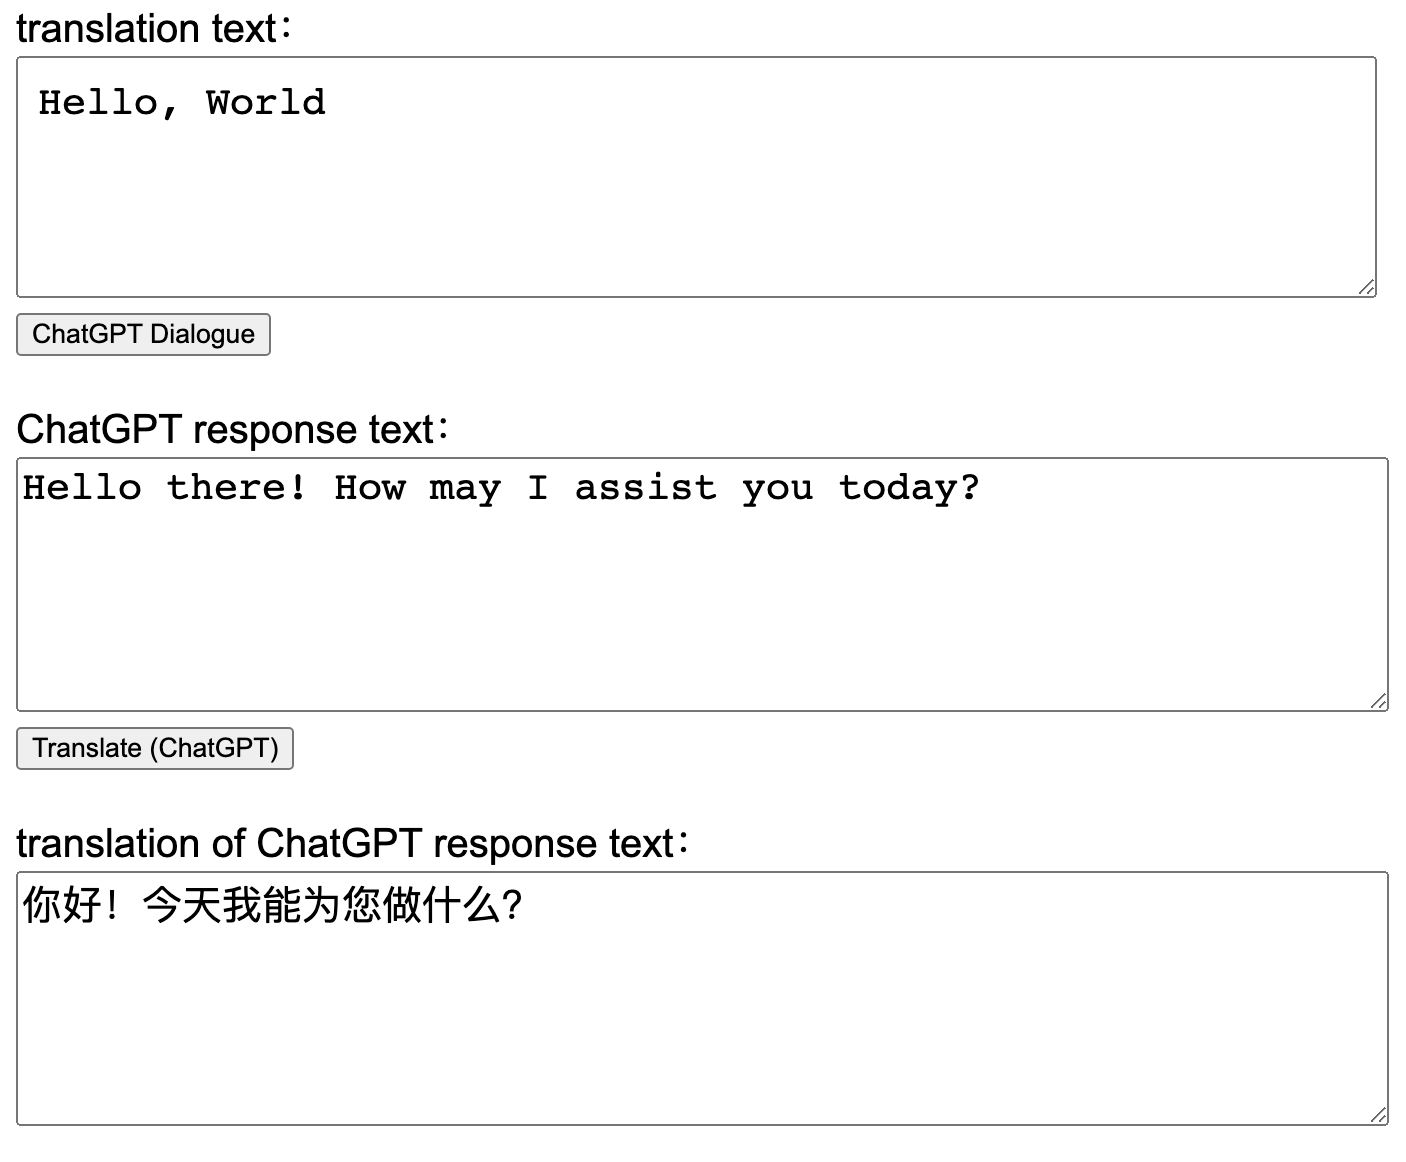 translation text：
Hello, World
ChatGPT Dialogue
ChatGPT response text：
Hello there! How may I assist you today?
Translate (ChatGPT)
translation of ChatGPT response text：
你好！今天我能为您做什么？